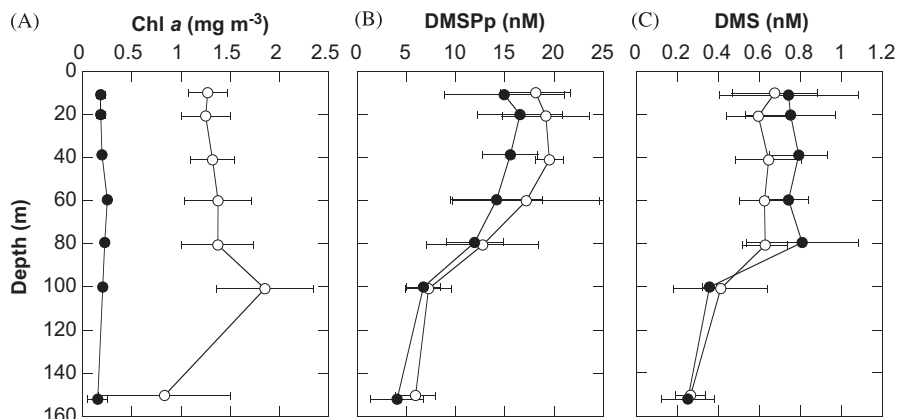 (A) Chl a (mg m-3)
0 0.5 1 1.5 2 2.5
(B) DMSPp (nM)
0 5 10 15 20 25
(C) DMS (nM)
0 0.2 0.4 0.6 0.8 1 1.2
Depth (m)
0
20
40
60
80
100
120
140
160